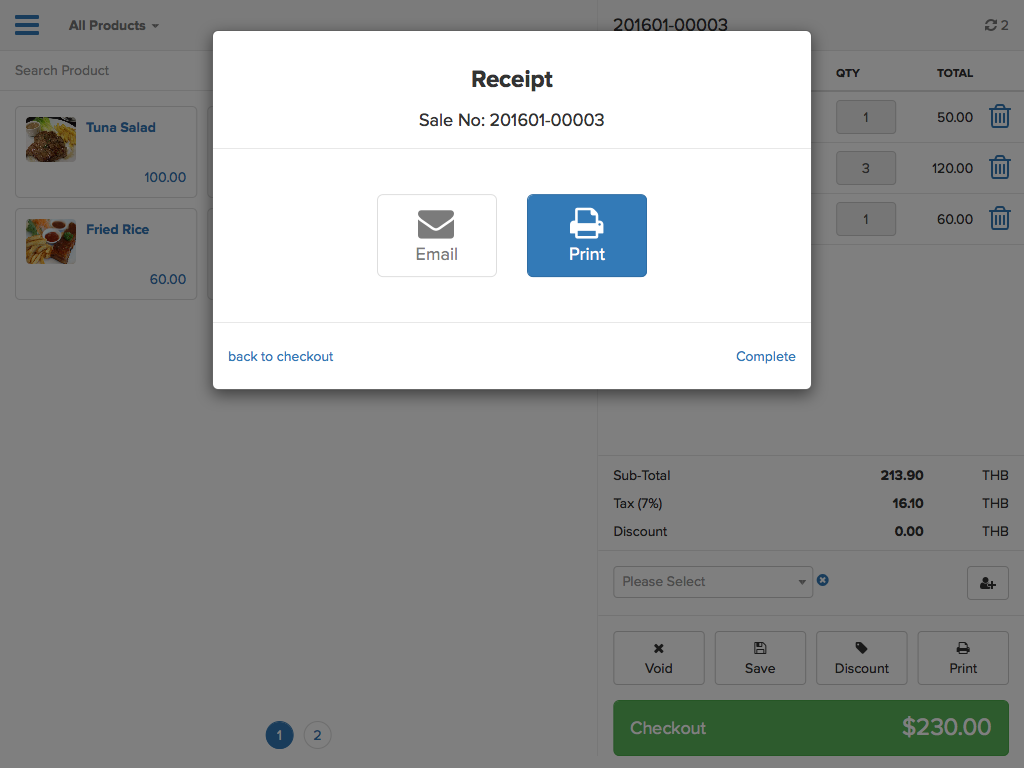 All Products
201601-00003
2
Search Product
QTY
TOTAL
Tuna Salad
100.00
Fried Rice
60.00
1
50.00
3
120.00
1
60.00
Receipt
Sale No: 201601-00003
Email
Print
back to checkout
Complete
Sub-Total 213.90 THB
Tax (7%) 16.10 THB
Discount 0.00 THB
Please Select
Void
Save
Discount
Print
Checkout $230.00
1
2